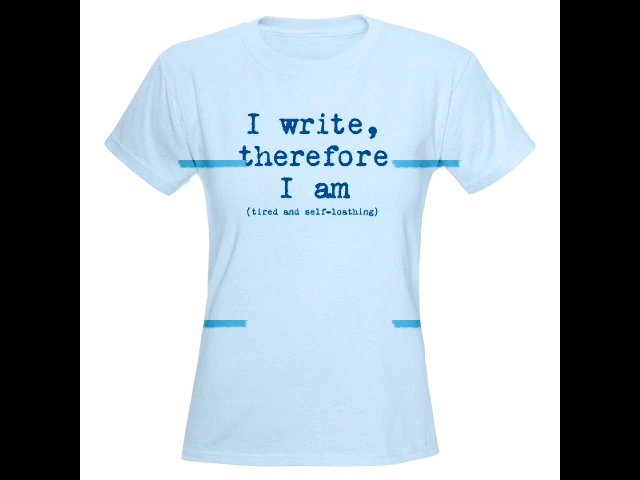 I write,
therefore
I am
(tired and self-loathing)